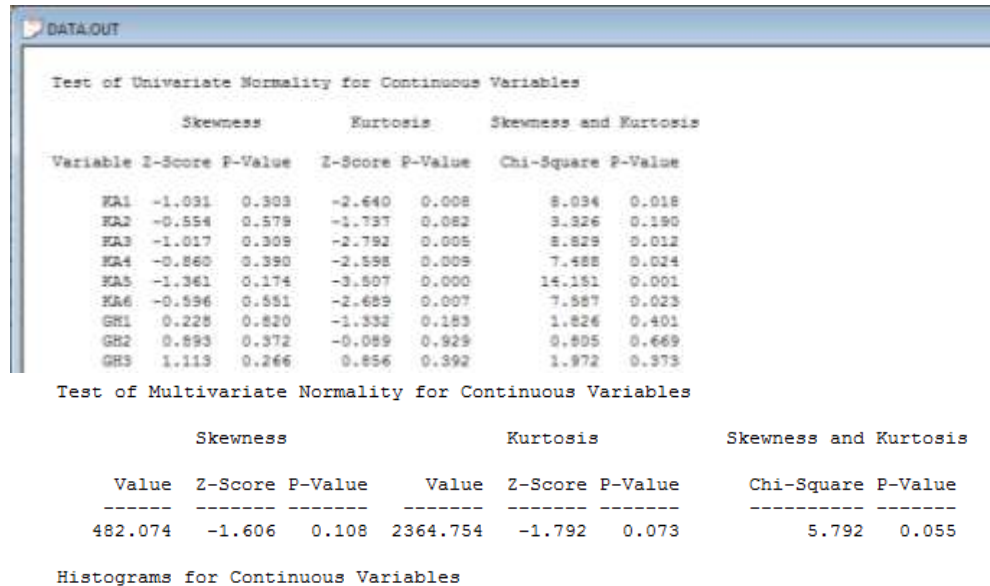 DATA.OUT
Test of Univariate Normality for Continuous Variables
Skewness Kurtosis Skewness and Kurtosis
Variable Z-Score P-Value Z-Score P-Value Chi-Square P-Value
KA1 -1.031 0.303 -2.640 0.008 8.034 0.018
KA2 -0.554 0.579 -1.737 0.082 3.326 0.190
KA3 -1.017 0.309 -2.792 0.005 8.829 0.012
KA4 -0.860 0.390 -2.598 0.009 7.488 0.024
KA5 -1.361 0.174 -3.507 0.000 14.151 0.001
KA6 -0.596 0.551 -2.689 0.007 7.587 0.023
GH1 0.228 0.820 -1.332 0.183 1.826 0.401
GH2 0.893 0.372 -0.089 0.929 0.805 0.669
GH3 1.113 0.266 0.856 0.392 1.972 0.373
Test of Multivariate Normality for Continuous Variables
Skewness Kurtosis Skewness and Kurtosis
Value Z-Score P-Value Value Z-Score P-Value Chi-Square P-Value
------ ------- ------- ------- ------- ------- ---------- -------
482.074 -1.606 0.108 2364.754 -1.792 0.073 5.792 0.055
Histograms for Continuous Variables